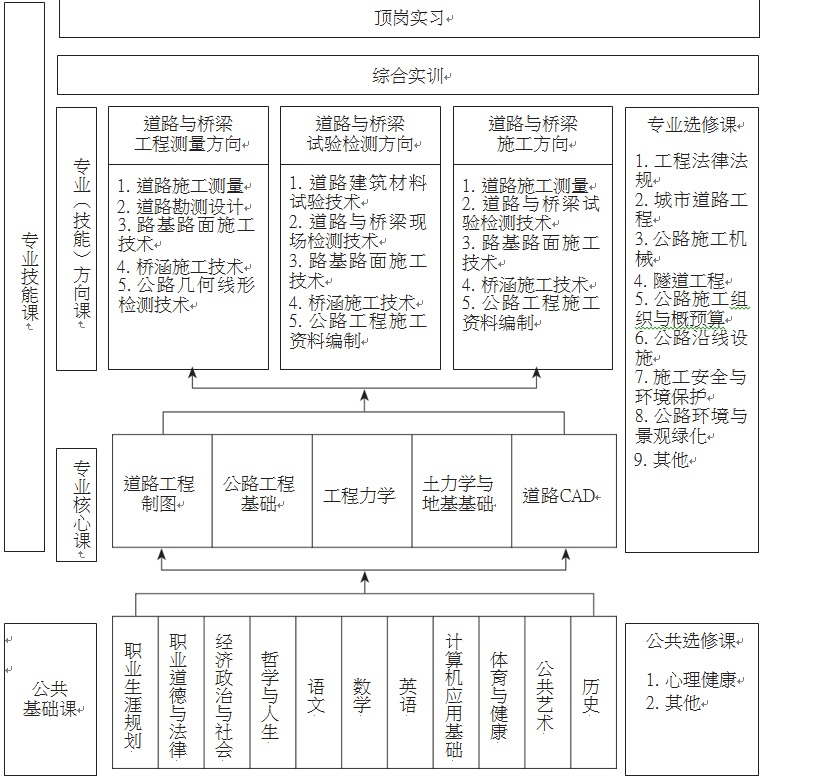 顶岗实习
综合实训
专业技能课
专业（技能）方向课
道路与桥梁
工程测量方向
1. 道路施工测量
2. 道路勘测设计
3. 路基路面施工
技术
4. 桥涵施工技术
5. 公路几何线形
检测技术
道路与桥梁
试验检测方向
1. 道路建筑材料
试验技术
2. 道路与桥梁现
场检测技术
3. 路基路面施工
技术
4. 桥涵施工技术
5. 公路工程施工
资料编制
道路与桥梁
施工方向
1. 道路施工测量
2. 道路与桥梁试
验检测技术
3. 路基路面施工
技术
4. 桥涵施工技术
5. 公路工程施工
资料编制
专业选修课
1. 工程法律法
规
2. 城市道路工
程
3. 公路施工机
械
4. 隧道工程
5. 公路施工组
织与概预算
6. 公路沿线设
施
7. 施工安全与
环境保护
8. 公路环境与
景观绿化
9. 其他
专业核心课
道路工程
制图
公路工程
基础
工程力学
土力学与
地基基础
道路CAD
公共
基础课
职业生涯规划
职业道德与法律
经济政治与社会
哲学与人生
语文
数学
英语
计算机应用基础
体育与健康
公共艺术
历史
公共选修课
1. 心理健康
2. 其他